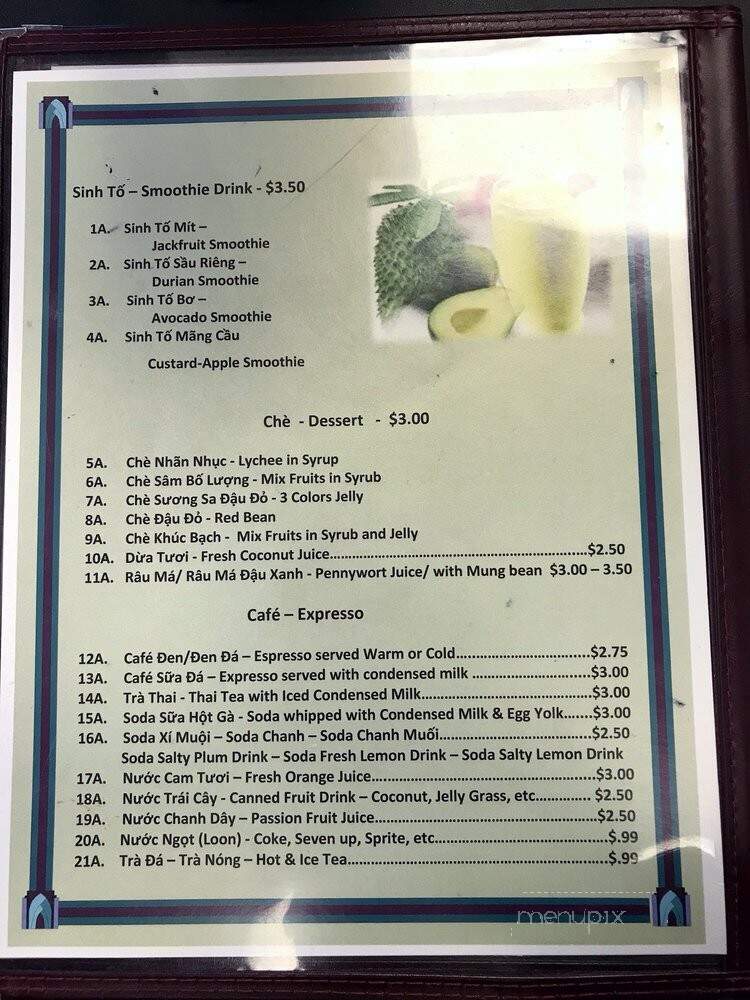 Sinh Tố – Smoothie Drink - $3.50
1A. Sinh Tố Mít –
Jackfruit Smoothie
2A. Sinh Tố Sầu Riêng –
Durian Smoothie
3A. Sinh Tố Bơ –
Avocado Smoothie
4A. Sinh Tố Mãng Cầu
Custard-Apple Smoothie
Chè - Dessert - $3.00
5A. Chè Nhãn Nhục - Lychee in Syrup
6A. Chè Sâm Bố Lượng - Mix Fruits in Syrub
7A. Chè Sương Sa Đậu Đỏ - 3 Colors Jelly
8A. Chè Đậu Đỏ - Red Bean
9A. Chè Khúc Bạch - Mix Fruits in Syrub and Jelly
10A. Dừa Tươi - Fresh Coconut Juice.....$2.50
11A. Râu Má/ Râu Má Đậu Xanh - Pennywort Juice/ with Mung bean $3.00 – 3.50
Café – Expresso
12A. Café Đen/Đen Đá – Espresso served Warm or Cold.....$2.75
13A. Café Sữa Đá – Expresso served with condensed milk .....$3.00
14A. Trà Thai - Thai Tea with Iced Condensed Milk.....$3.00
15A. Soda Sữa Hột Gà - Soda whipped with Condensed Milk & Egg Yolk.....$3.00
16A. Soda Xí Muội – Soda Chanh – Soda Chanh Muối.....$2.50
Soda Salty Plum Drink – Soda Fresh Lemon Drink – Soda Salty Lemon Drink
17A. Nước Cam Tươi – Fresh Orange Juice.....$3.00
18A. Nước Trái Cây - Canned Fruit Drink – Coconut, Jelly Grass, etc..... $2.50
19A. Nước Chanh Dây – Passion Fruit Juice.....$2.50
20A. Nước Ngọt (Loon) - Coke, Seven up, Sprite, etc.....$.99
21A. Trà Đá – Trà Nóng – Hot & Ice Tea.....$.99
menupix